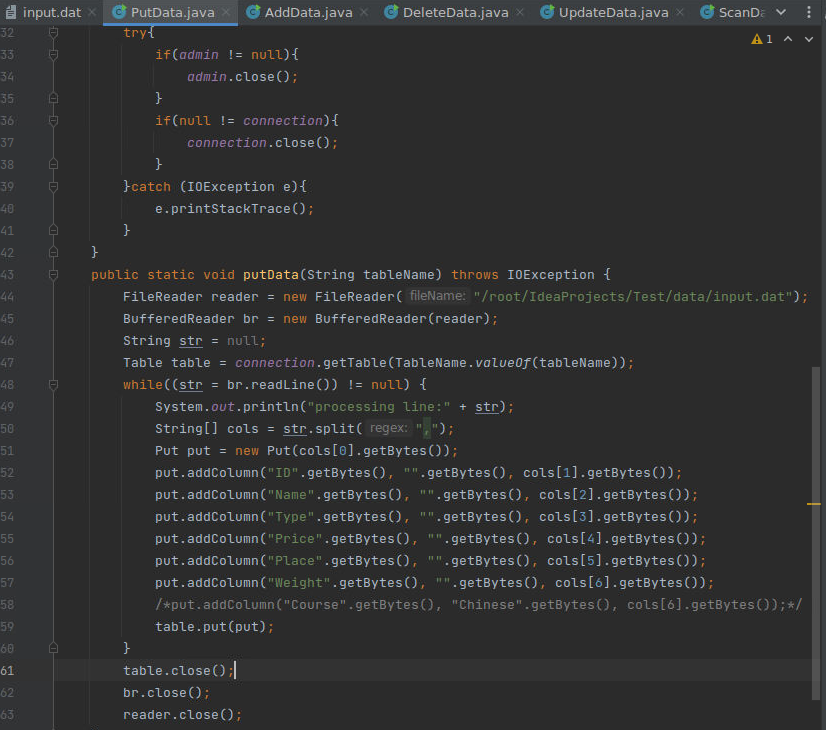 input.dat PutData.java AddData.java DeleteData.java UpdateData.java ScanDa
32 try{
33 if(admin != null){
34 admin.close();
35 }
36 if(null != connection){
37 connection.close();
38 }
39 }catch (IOException e){
40 e.printStackTrace();
41 }
42 }
43 public static void putData(String tableName) throws IOException {
44 FileReader reader = new FileReader( fileName: "/root/IdeaProjects/Test/data/input.dat");
45 BufferedReader br = new BufferedReader(reader);
46 String str = null;
47 Table table = connection.getTable(TableName.valueOf(tableName));
48 while((str = br.readLine()) != null) {
49 System.out.println("processing line:" + str);
50 String[] cols = str.split( regex: ",");
51 Put put = new Put(cols[0].getBytes());
52 put.addColumn("ID".getBytes(), "".getBytes(), cols[1].getBytes());
53 put.addColumn("Name".getBytes(), "".getBytes(), cols[2].getBytes());
54 put.addColumn("Type".getBytes(), "".getBytes(), cols[3].getBytes());
55 put.addColumn("Price".getBytes(), "".getBytes(), cols[4].getBytes());
56 put.addColumn("Place".getBytes(), "".getBytes(), cols[5].getBytes());
57 put.addColumn("Weight".getBytes(), "".getBytes(), cols[6].getBytes());
58 /*put.addColumn("Course".getBytes(), "Chinese".getBytes(), cols[6].getBytes());*/
59 table.put(put);
60 }
61 table.close();
62 br.close();
63 reader.close();
1